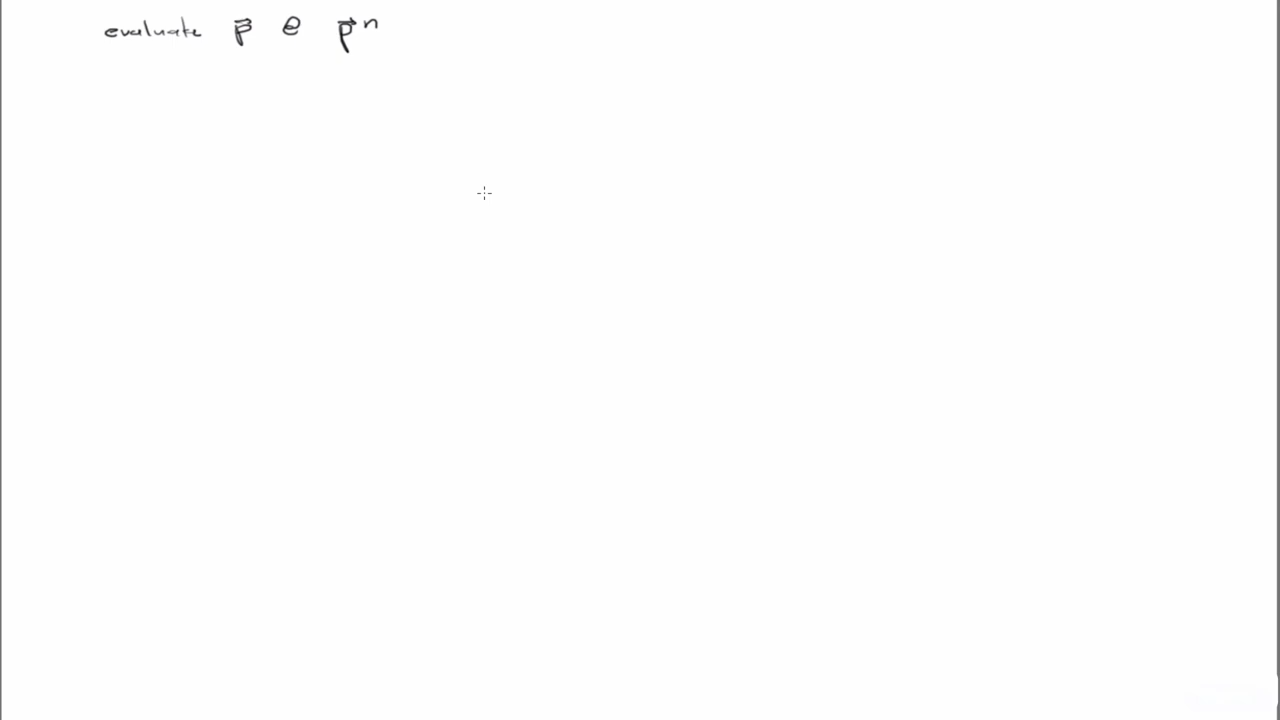 evaluate p⃗ @ p⃗ⁿ